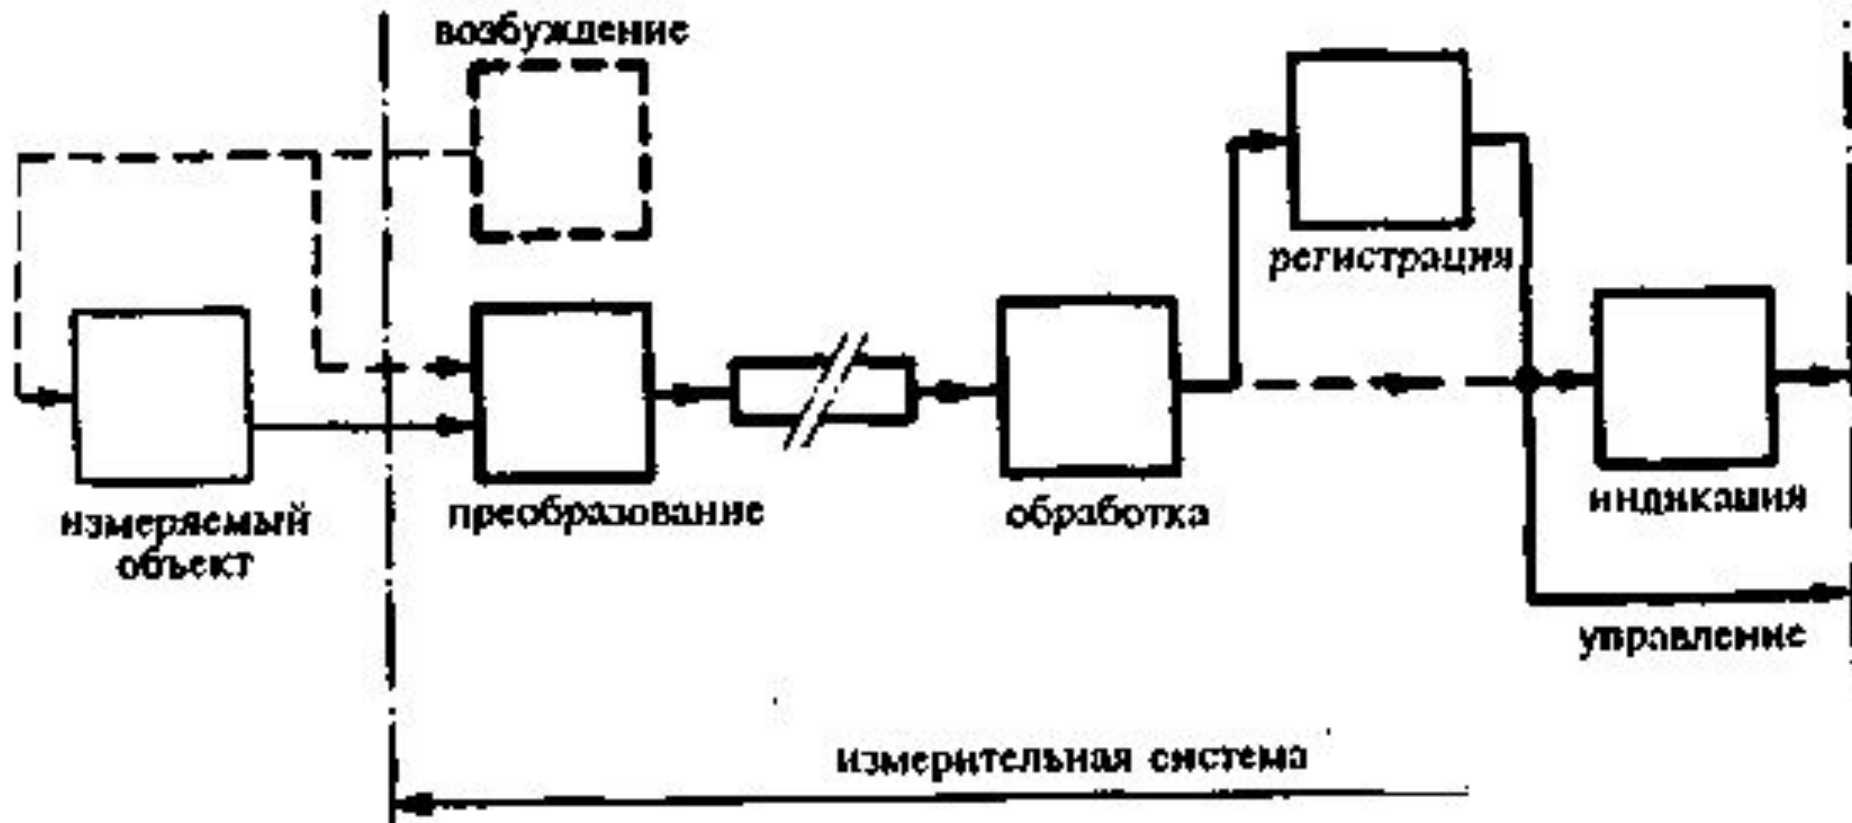 возбуждение
регистрация
измеряемый
объект
преобразование
обработка
индикация
управление
измерительная система